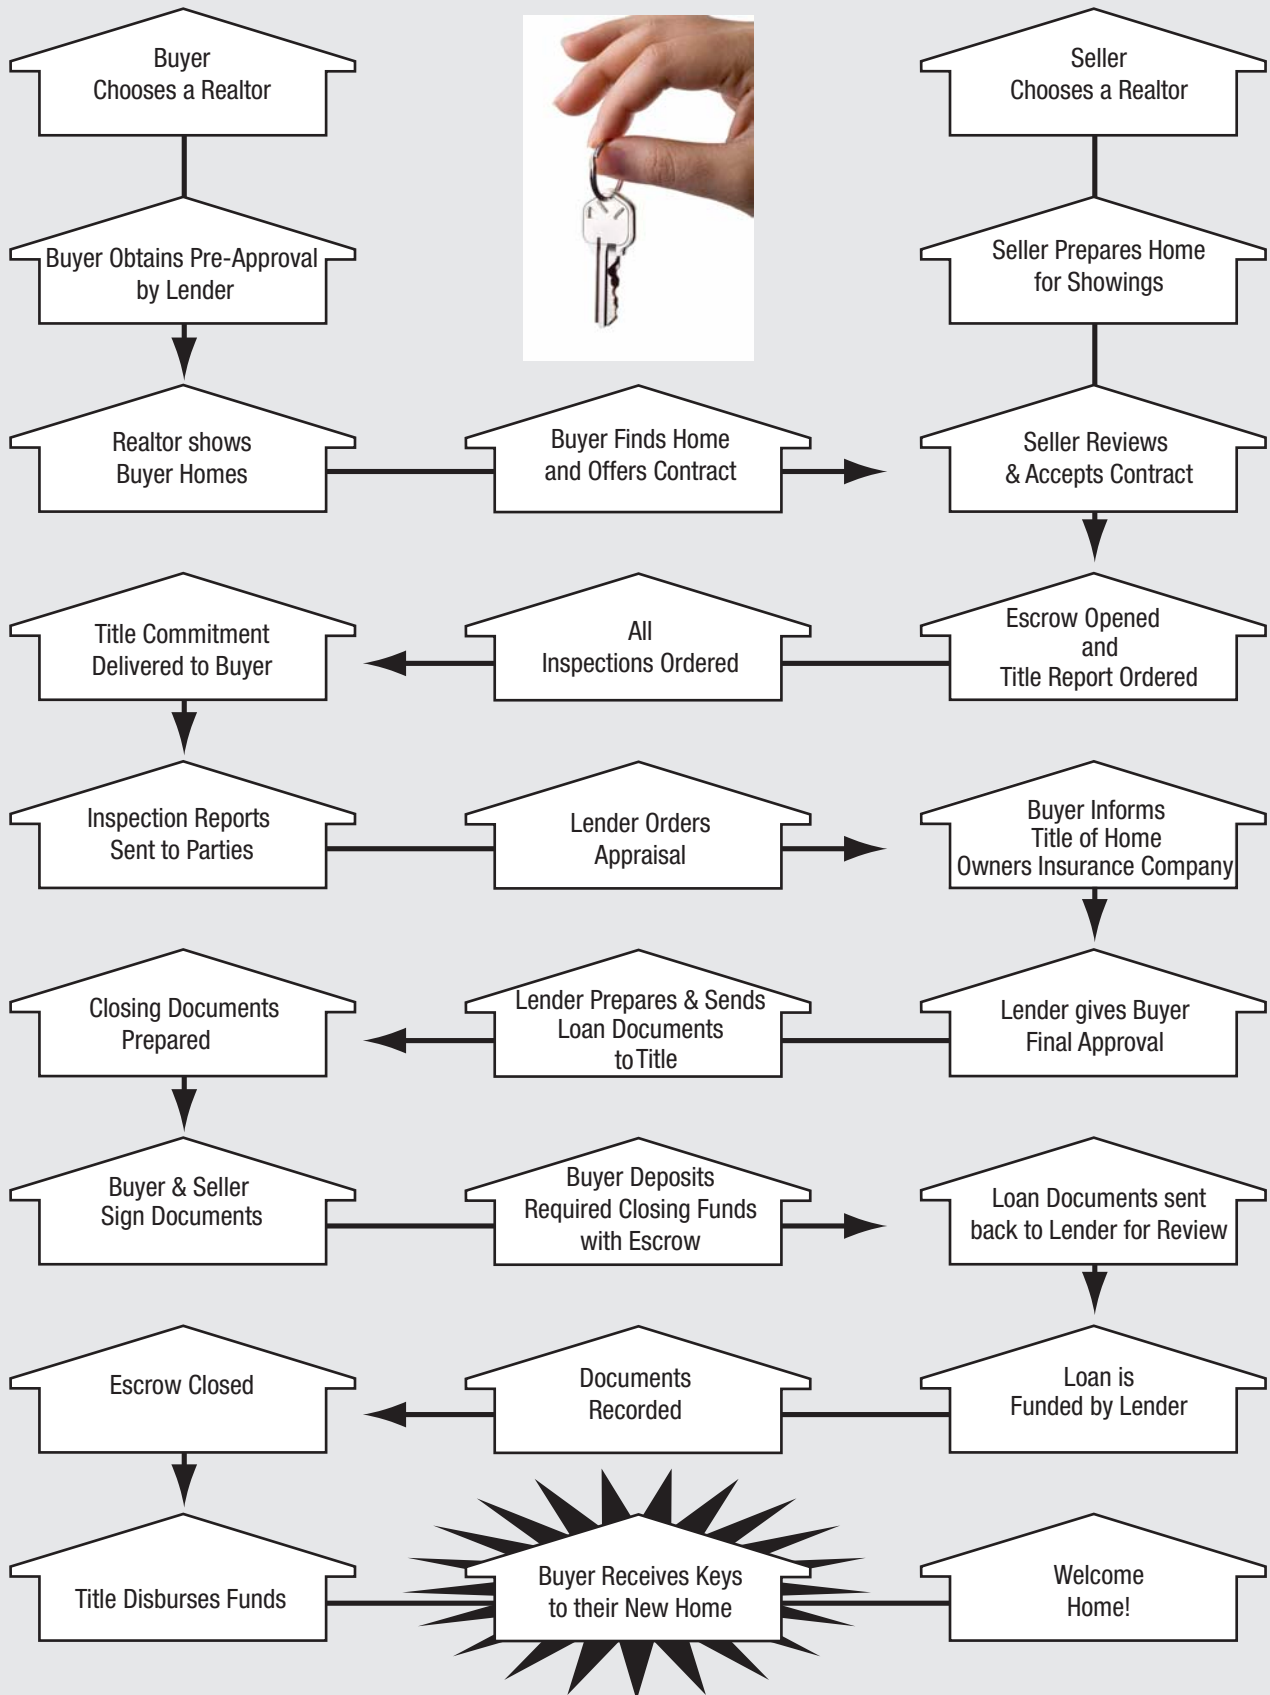 Buyer
Chooses a Realtor
Seller
Chooses a Realtor
Buyer Obtains Pre-Approval
by Lender
Seller Prepares Home
for Showings
Realtor shows
Buyer Homes
Buyer Finds Home
and Offers Contract
Seller Reviews
& Accepts Contract
Escrow Opened
and
Title Report Ordered
All
Inspections Ordered
Title Commitment
Delivered to Buyer
Inspection Reports
Sent to Parties
Lender Orders
Appraisal
Buyer Informs
Title of Home
Owners Insurance Company
Lender gives Buyer
Final Approval
Lender Prepares & Sends
Loan Documents
to Title
Closing Documents
Prepared
Buyer & Seller
Sign Documents
Buyer Deposits
Required Closing Funds
with Escrow
Loan Documents sent
back to Lender for Review
Loan is
Funded by Lender
Documents
Recorded
Escrow Closed
Title Disburses Funds
Buyer Receives Keys
to their New Home
Welcome
Home!